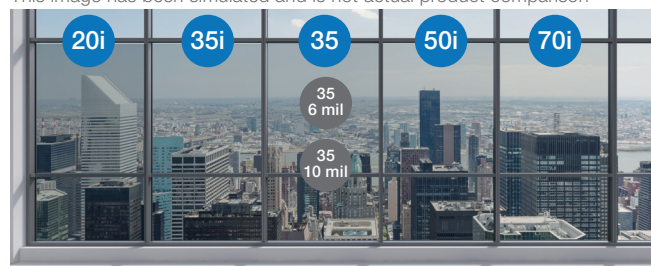 This image has been simulated and is not actual product comparison
20i 35i 35 50i 70i
35
6 mil
35
10 mil